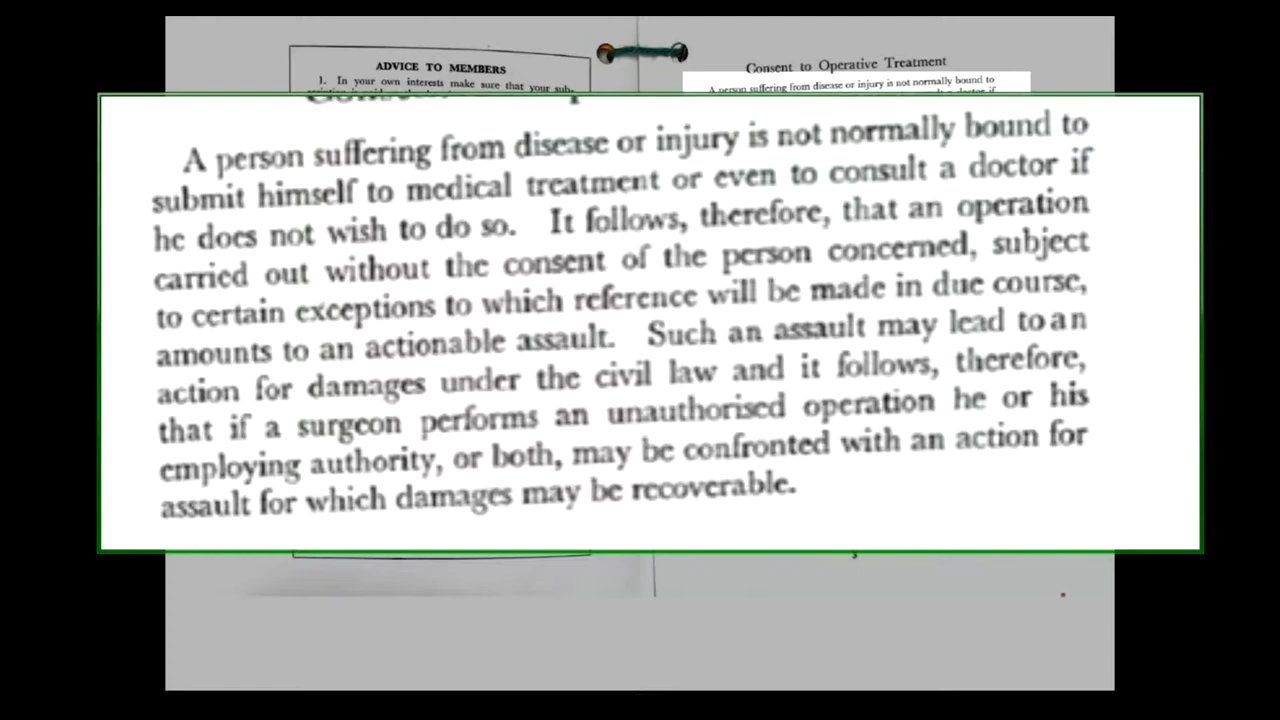 ADVICE TO MEMBERS
1. In your own interests make sure that your sub-
Consent to Operative Treatment
A person suffering from disease or injury is not normally bound to
A person suffering from disease or injury is not normally bound to
submit himself to medical treatment or even to consult a doctor if
he does not wish to do so. It follows, therefore, that an operation
carried out without the consent of the person concerned, subject
to certain exceptions to which reference will be made in due course,
amounts to an actionable assault. Such an assault may lead to an
action for damages under the civil law and it follows, therefore,
that if a surgeon performs an unauthorised operation he or his
employing authority, or both, may be confronted with an action for
assault for which damages may be recoverable.